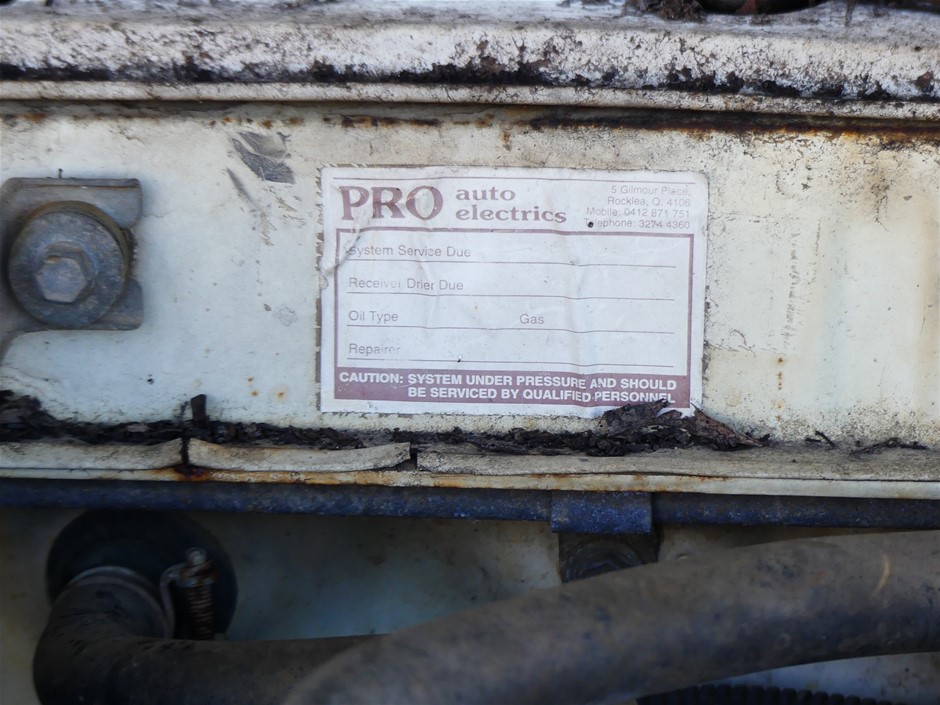 PRO auto electrics
5 Gilmour Place,
Rocklea, Q. 4106
Mobile: 0412 871 751
Telephone: 3274 4360
System Service Due
Receiver Drier Due
Oil Type Gas
Repairer
CAUTION: SYSTEM UNDER PRESSURE AND SHOULD
BE SERVICED BY QUALIFIED PERSONNEL